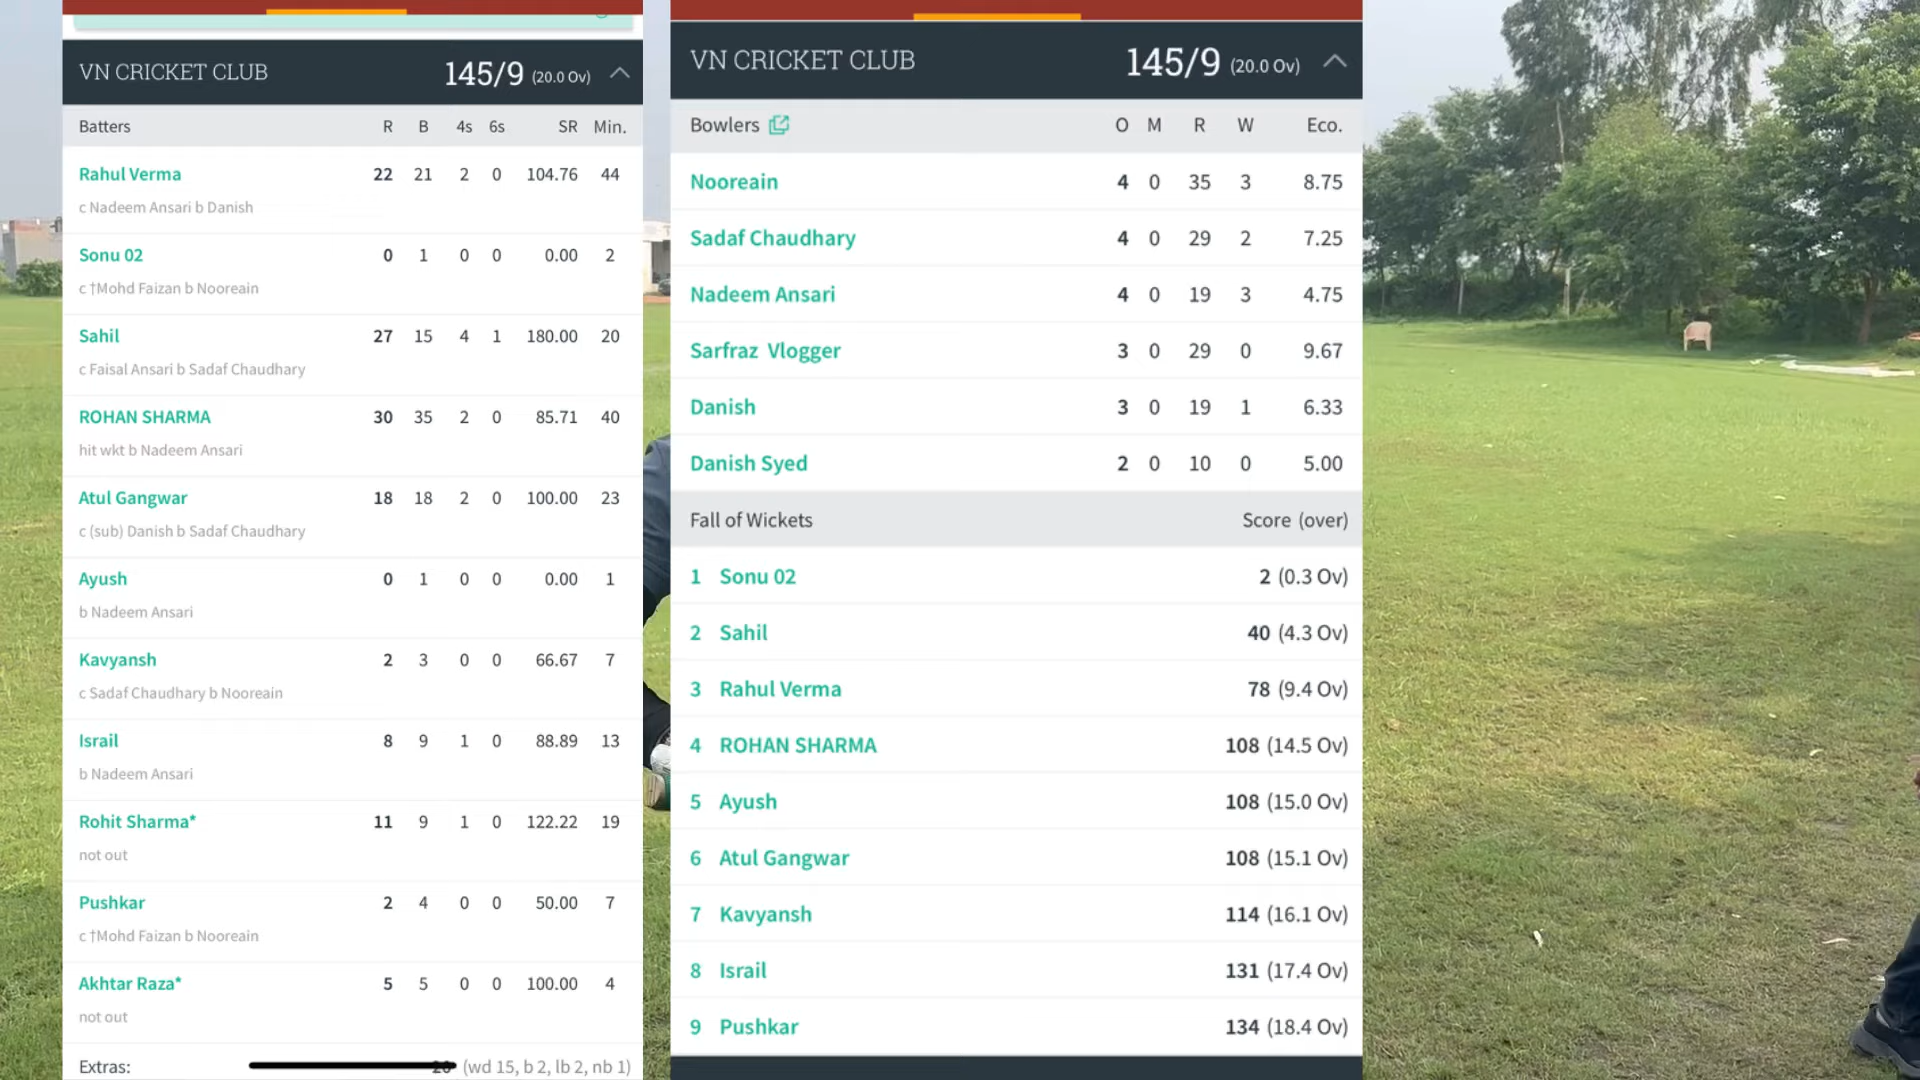 VN CRICKET CLUB 145/9 (20.0 Ov)
Batters R B 4s 6s SR Min.
Rahul Verma 22 21 2 0 104.76 44
c Nadeem Ansari b Danish
Sonu 02 0 1 0 0 0.00 2
c †Mohd Faizan b Nooreain
Sahil 27 15 4 1 180.00 20
c Faisal Ansari b Sadaf Chaudhary
ROHAN SHARMA 30 35 2 0 85.71 40
hit wkt b Nadeem Ansari
Atul Gangwar 18 18 2 0 100.00 23
c (sub) Danish b Sadaf Chaudhary
Ayush 0 1 0 0 0.00 1
b Nadeem Ansari
Kavyansh 2 3 0 0 66.67 7
c Sadaf Chaudhary b Nooreain
Israil 8 9 1 0 88.89 13
b Nadeem Ansari
Rohit Sharma* 11 9 1 0 122.22 19
not out
Pushkar 2 4 0 0 50.00 7
c †Mohd Faizan b Nooreain
Akhtar Raza* 5 5 0 0 100.00 4
not out
Extras: (wd 15, b 2, lb 2, nb 1)
VN CRICKET CLUB 145/9 (20.0 Ov)
Bowlers O M R W Eco.
Nooreain 4 0 35 3 8.75
Sadaf Chaudhary 4 0 29 2 7.25
Nadeem Ansari 4 0 19 3 4.75
Sarfraz Vlogger 3 0 29 0 9.67
Danish 3 0 19 1 6.33
Danish Syed 2 0 10 0 5.00
Fall of Wickets Score (over)
1 Sonu 02 2 (0.3 Ov)
2 Sahil 40 (4.3 Ov)
3 Rahul Verma 78 (9.4 Ov)
4 ROHAN SHARMA 108 (14.5 Ov)
5 Ayush 108 (15.0 Ov)
6 Atul Gangwar 108 (15.1 Ov)
7 Kavyansh 114 (16.1 Ov)
8 Israil 131 (17.4 Ov)
9 Pushkar 134 (18.4 Ov)